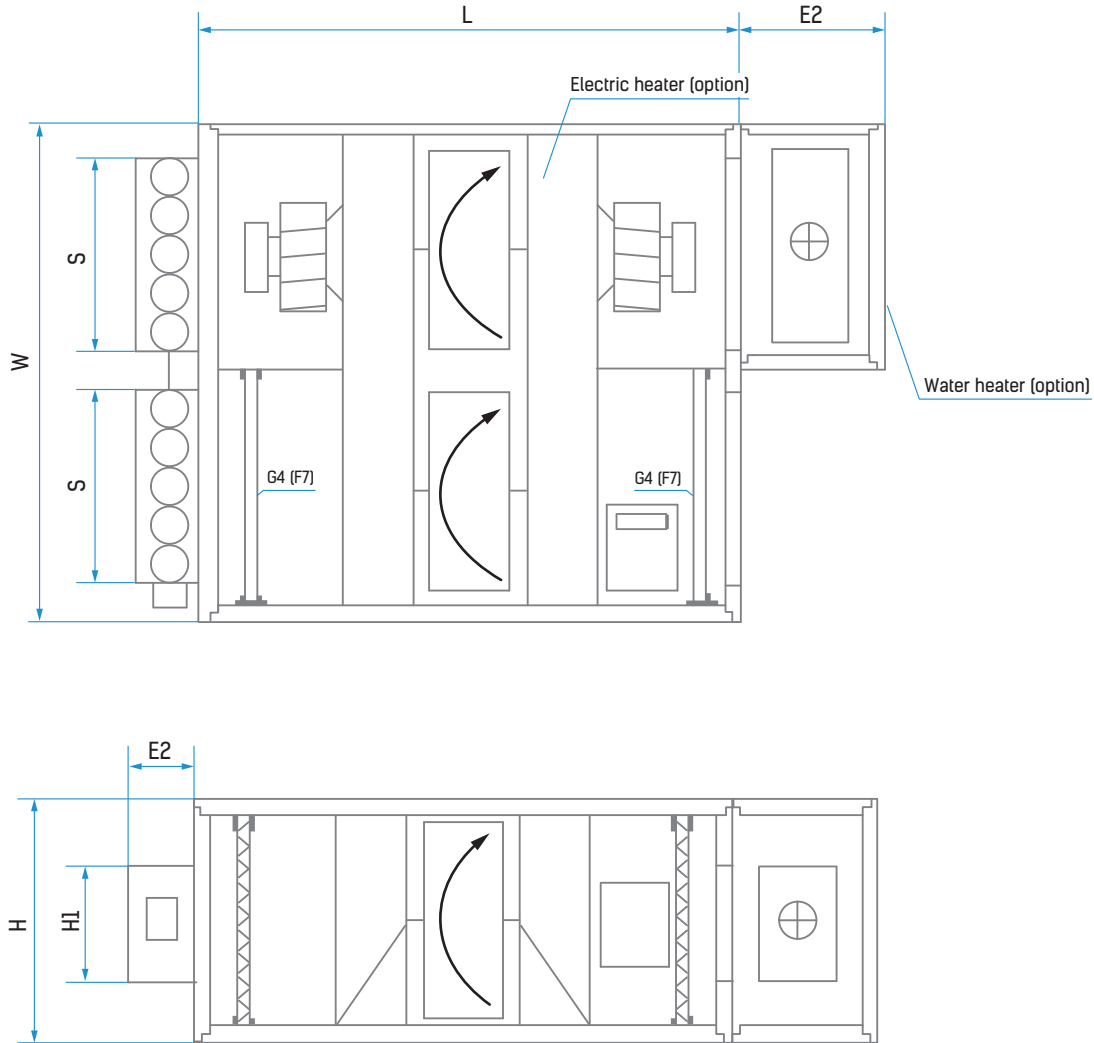 L
E2
Electric heater (option)
S
W
Water heater (option)
S
G4 (F7)
G4 (F7)
E2
H
H1